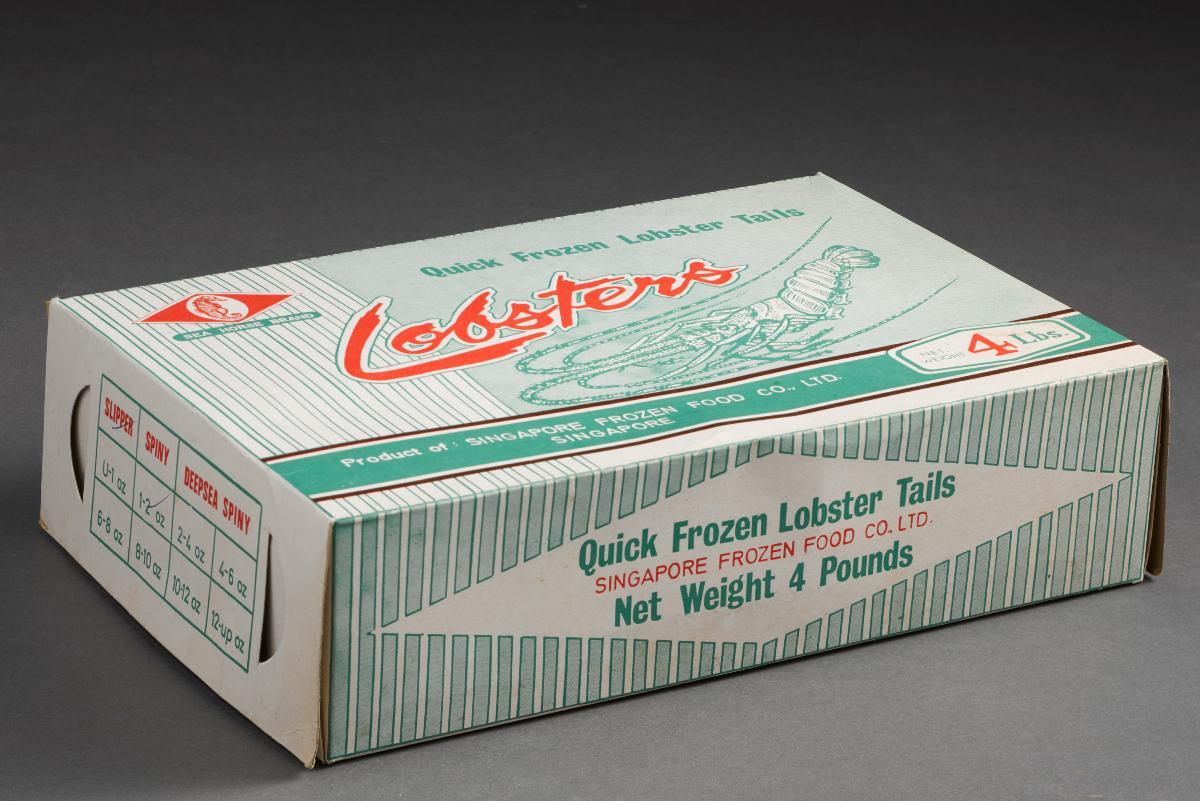 Quick Frozen Lobster Tails
Lobsters
SEA HORSE BRAND
NET. WEIGHT 4 Lbs.
Product of : SINGAPORE FROZEN FOOD CO., LTD.
SINGAPORE
SLIPPER SPINY DEEPSEA SPINY
U-1 oz 1-2 oz 2-4 oz 4-6 oz
6-8 oz 8-10 oz 10-12 oz 12-up oz
Quick Frozen Lobster Tails
SINGAPORE FROZEN FOOD CO. LTD.
Net Weight 4 Pounds